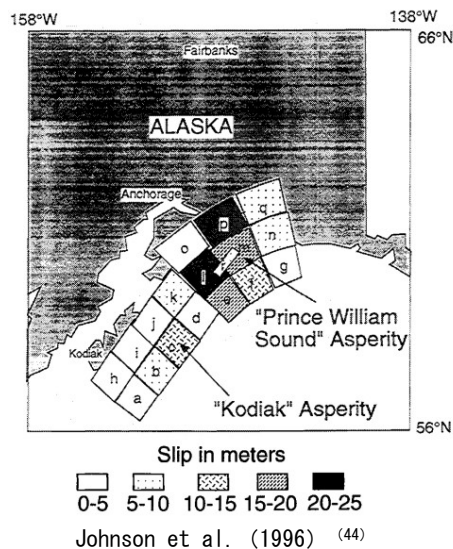 158°W 138°W
66°N
Fairbanks
ALASKA
Anchorage
p q
o n
l g
k e
j d
Kodiak i c
h b
a
"Prince William
Sound" Asperity
"Kodiak" Asperity
56°N
Slip in meters
0-5 5-10 10-15 15-20 20-25
Johnson et al. (1996) (44)